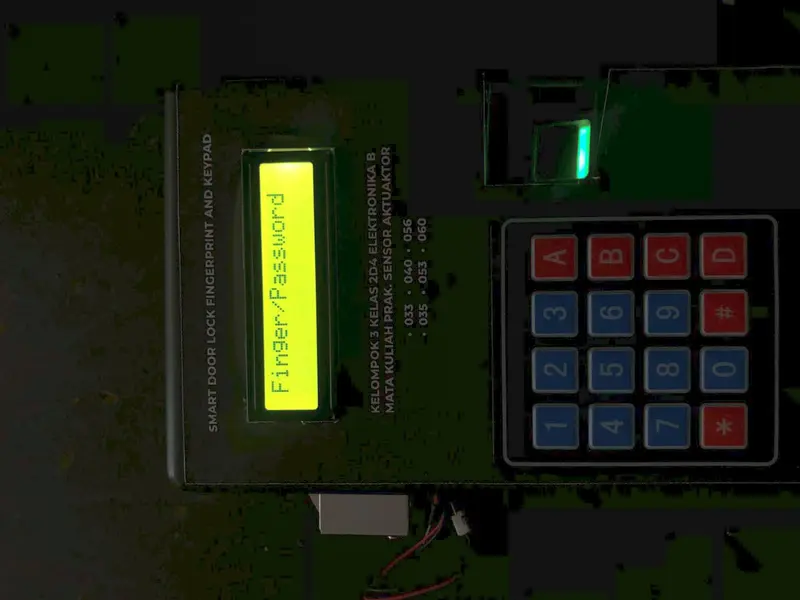 SMART DOOR LOCK FINGERPRINT AND KEYPAD
Finger/Password
KELOMPOK 3 KELAS 2D4 ELEKTRONIKA B
MATA KULIAH PRAK. SENSOR AKTUAKTOR
· 033 · 040 · 056
· 035 · 053 · 060
1 2 3 A
4 5 6 B
7 8 9 C
* 0 # D